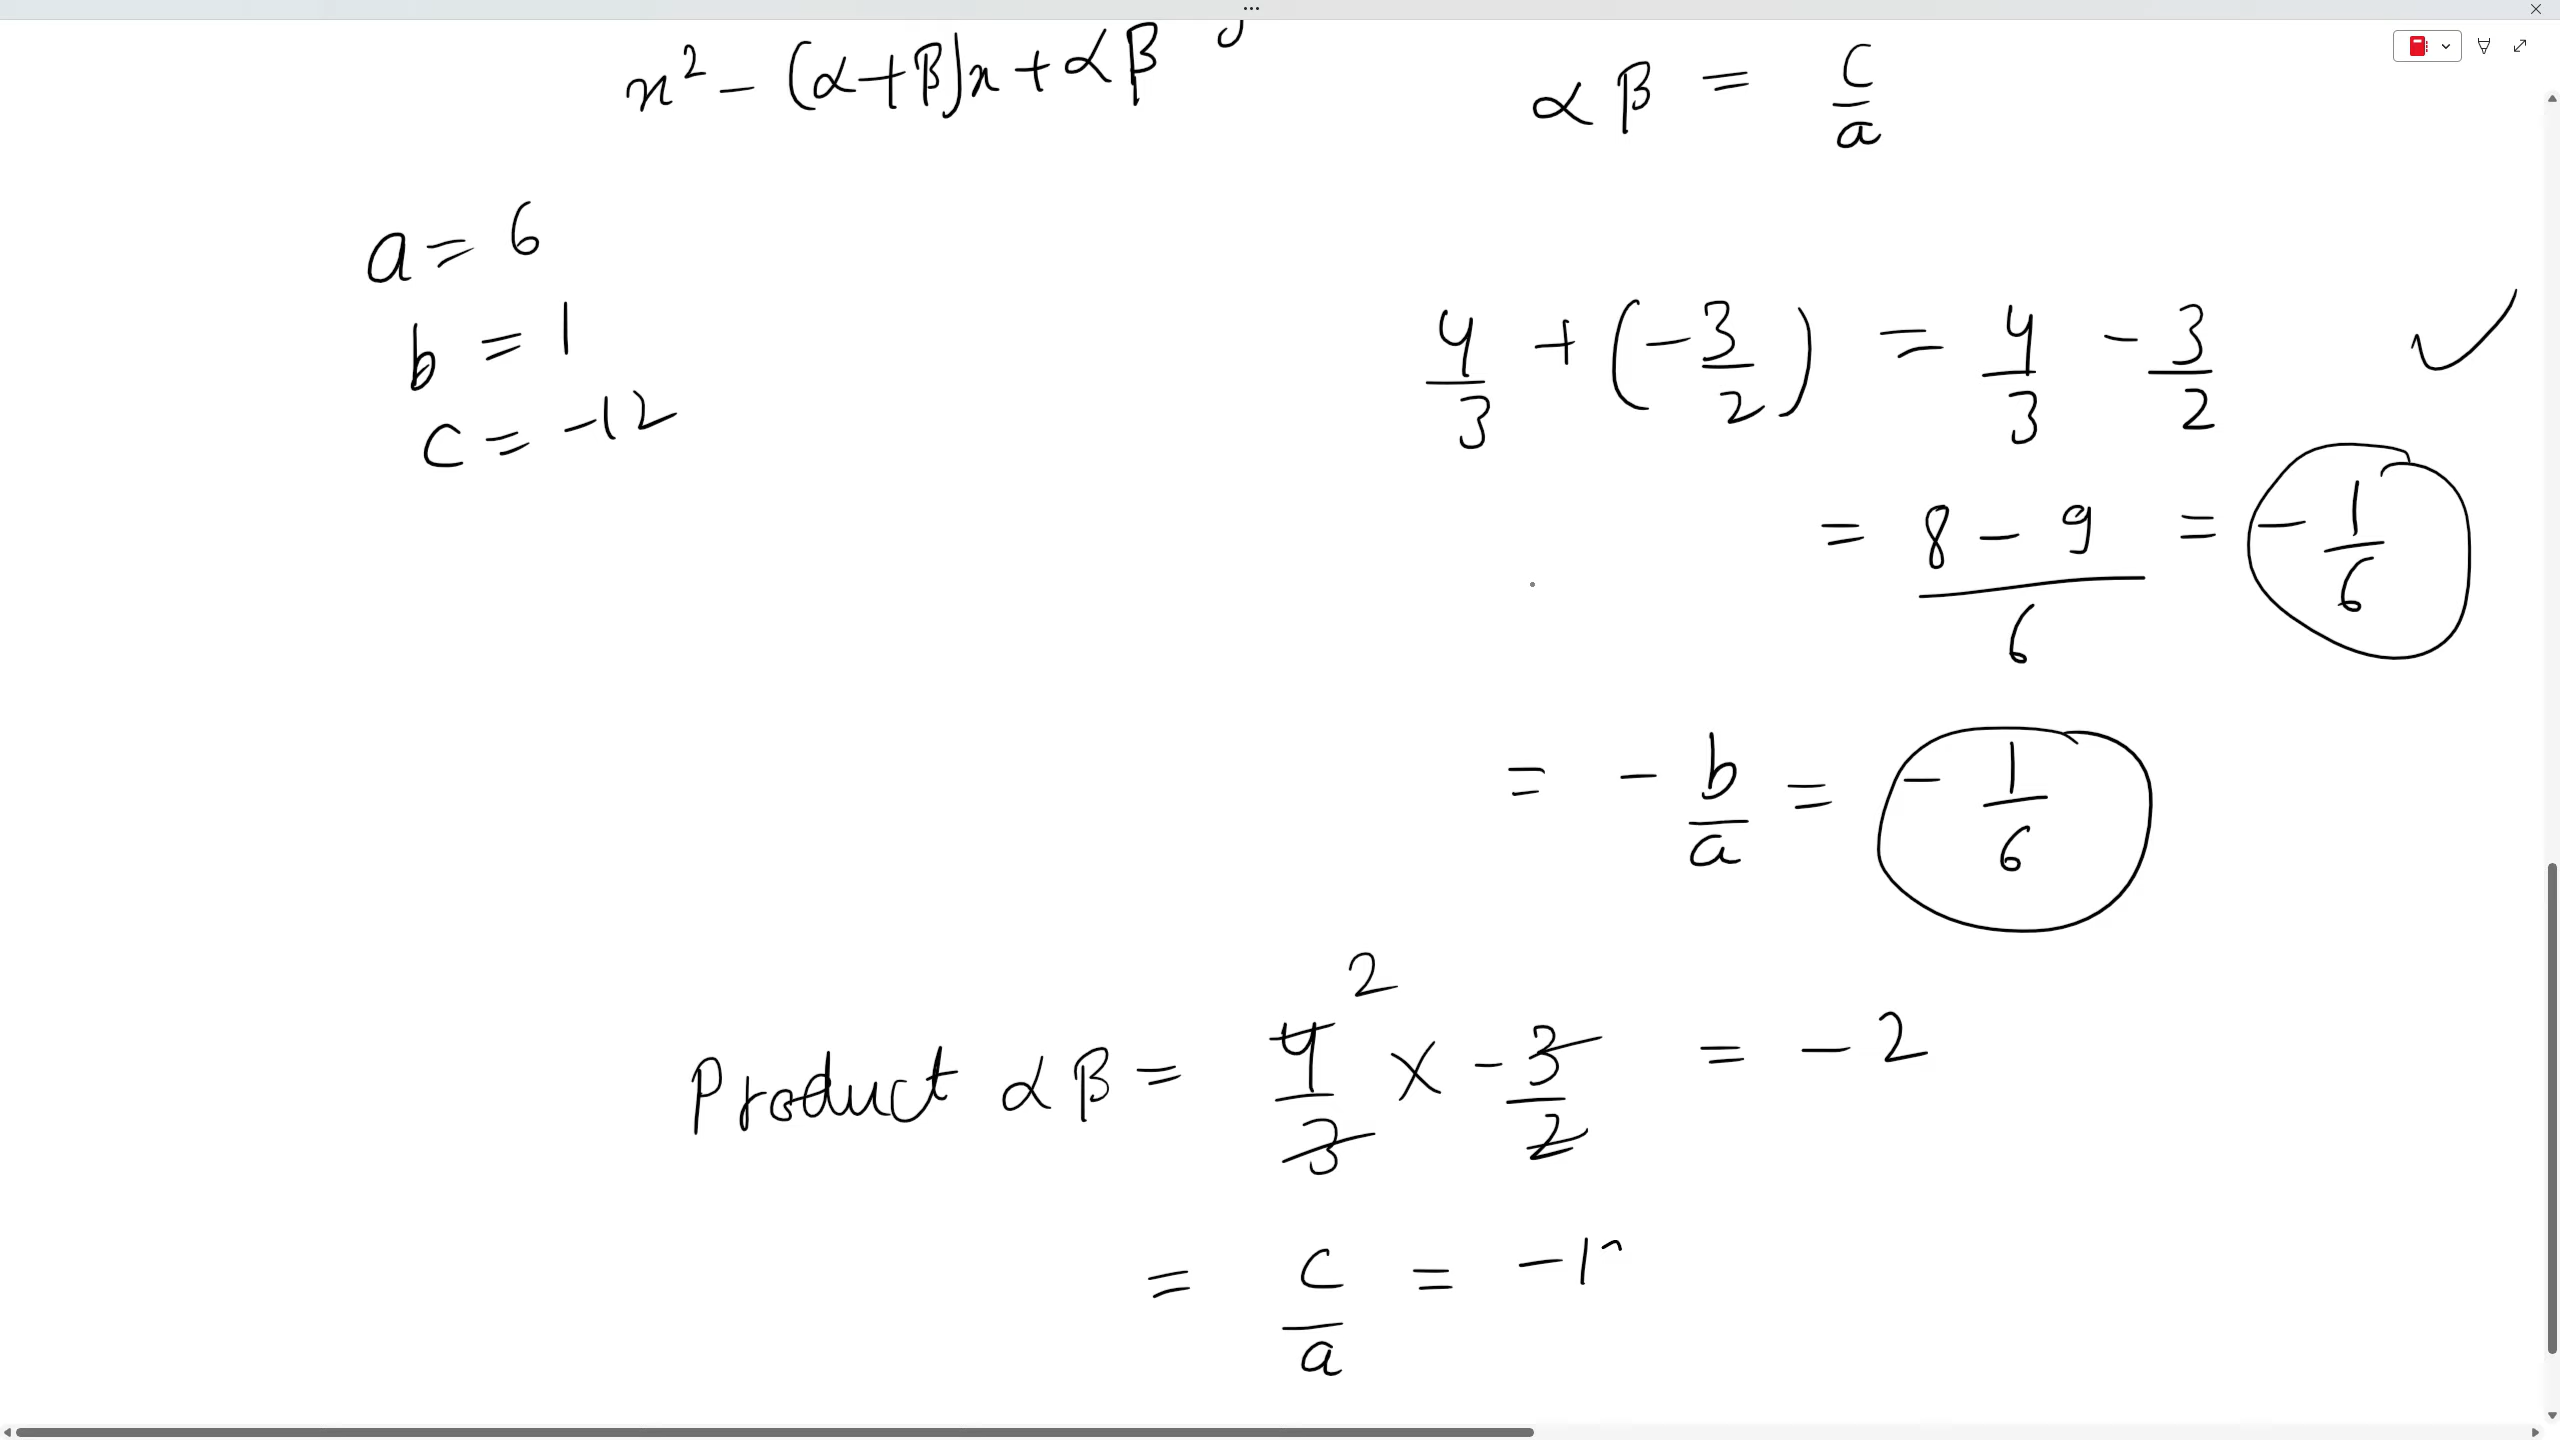 x² - (α+β)x + αβ
αβ = c/a
a = 6
b = 1
c = -12
4/3 + (-3/2) = 4/3 - 3/2
= (8 - 9)/6 = -1/6
= -b/a = -1/6
2
Product αβ = 4/3 × -3/2 = -2
= c/a = -1